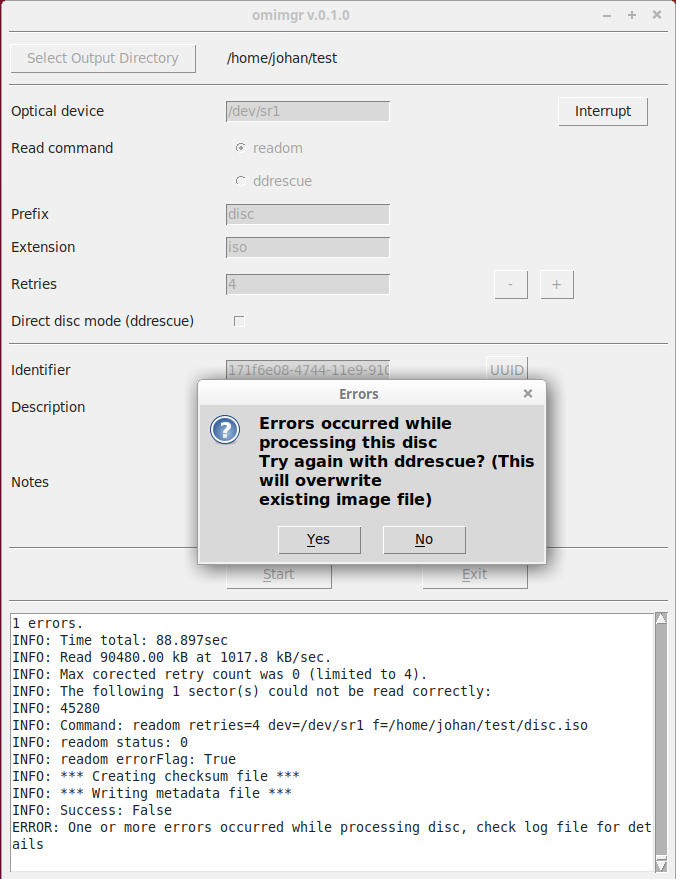 omimgr v.0.1.0
Select Output Directory /home/johan/test
Optical device /dev/sr1 Interrupt
Read command readom
ddrescue
Prefix disc
Extension iso
Retries 4 - +
Direct disc mode (ddrescue)
Identifier 171f6e08-4744-11e9-910 UUID
Description
Notes
Errors
Errors occurred while
processing this disc
Try again with ddrescue? (This
will overwrite
existing image file)
Yes No
Start Exit
1 errors.
INFO: Time total: 88.897sec
INFO: Read 90480.00 kB at 1017.8 kB/sec.
INFO: Max corected retry count was 0 (limited to 4).
INFO: The following 1 sector(s) could not be read correctly:
INFO: 45280
INFO: Command: readom retries=4 dev=/dev/sr1 f=/home/johan/test/disc.iso
INFO: readom status: 0
INFO: readom errorFlag: True
INFO: *** Creating checksum file ***
INFO: *** Writing metadata file ***
INFO: Success: False
ERROR: One or more errors occurred while processing disc, check log file for det
ails